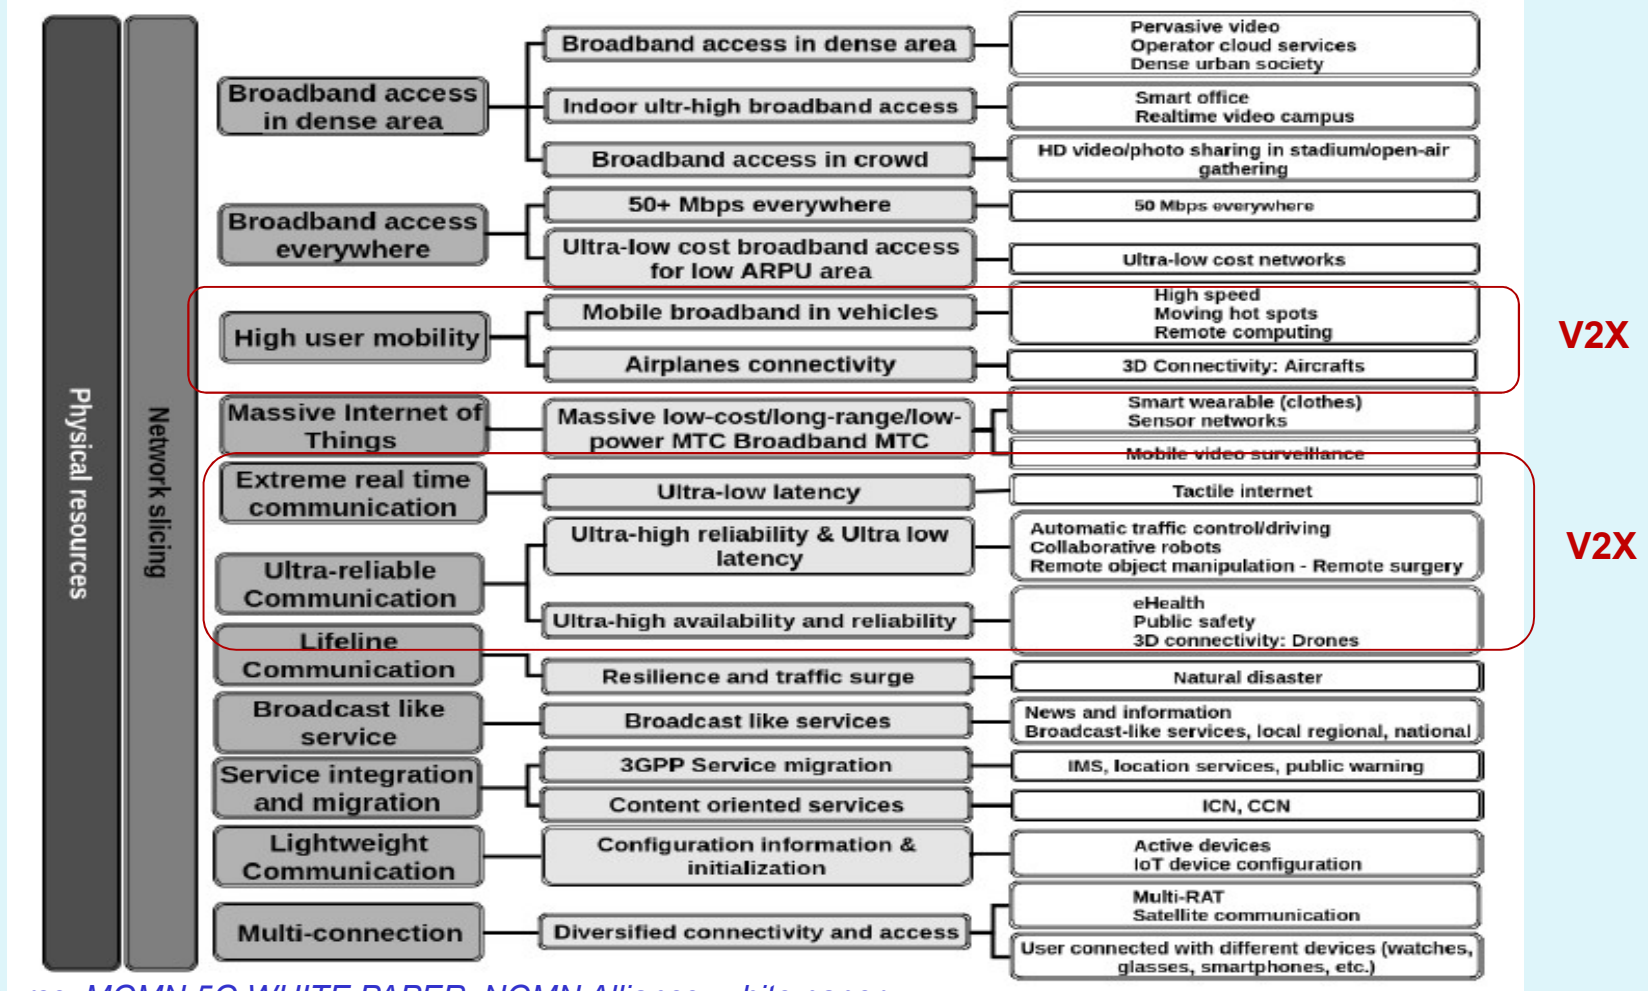 Physical resources
Network slicing
Broadband access
in dense area
Broadband access in dense area
Pervasive video
Operator cloud services
Dense urban society
Indoor ultr-high broadband access
Smart office
Realtime video campus
Broadband access in crowd
HD video/photo sharing in stadium/open-air
gathering
Broadband access
everywhere
50+ Mbps everywhere
50 Mbps everywhere
Ultra-low cost broadband access
for low ARPU area
Ultra-low cost networks
High user mobility
Mobile broadband in vehicles
High speed
Moving hot spots
Remote computing
Airplanes connectivity
3D Connectivity: Aircrafts
V2X
Massive Internet of
Things
Massive low-cost/long-range/low-
power MTC Broadband MTC
Smart wearable (clothes)
Sensor networks
Mobile video surveillance
Extreme real time
communication
Ultra-low latency
Tactile internet
Ultra-reliable
Communication
Ultra-high reliability & Ultra low
latency
Automatic traffic control/driving
Collaborative robots
Remote object manipulation - Remote surgery
V2X
Ultra-high availability and reliability
eHealth
Public safety
3D connectivity: Drones
Lifeline
Communication
Resilience and traffic surge
Natural disaster
Broadcast like
service
Broadcast like services
News and information
Broadcast-like services, local regional, national
Service integration
and migration
3GPP Service migration
IMS, location services, public warning
Content oriented services
ICN, CCN
Lightweight
Communication
Configuration information &
initialization
Active devices
IoT device configuration
Multi-connection
Diversified connectivity and access
Multi-RAT
Satellite communication
User connected with different devices (watches,
glasses, smartphones, etc.)
5G WHITE PAPER NGMN Alliance white paper